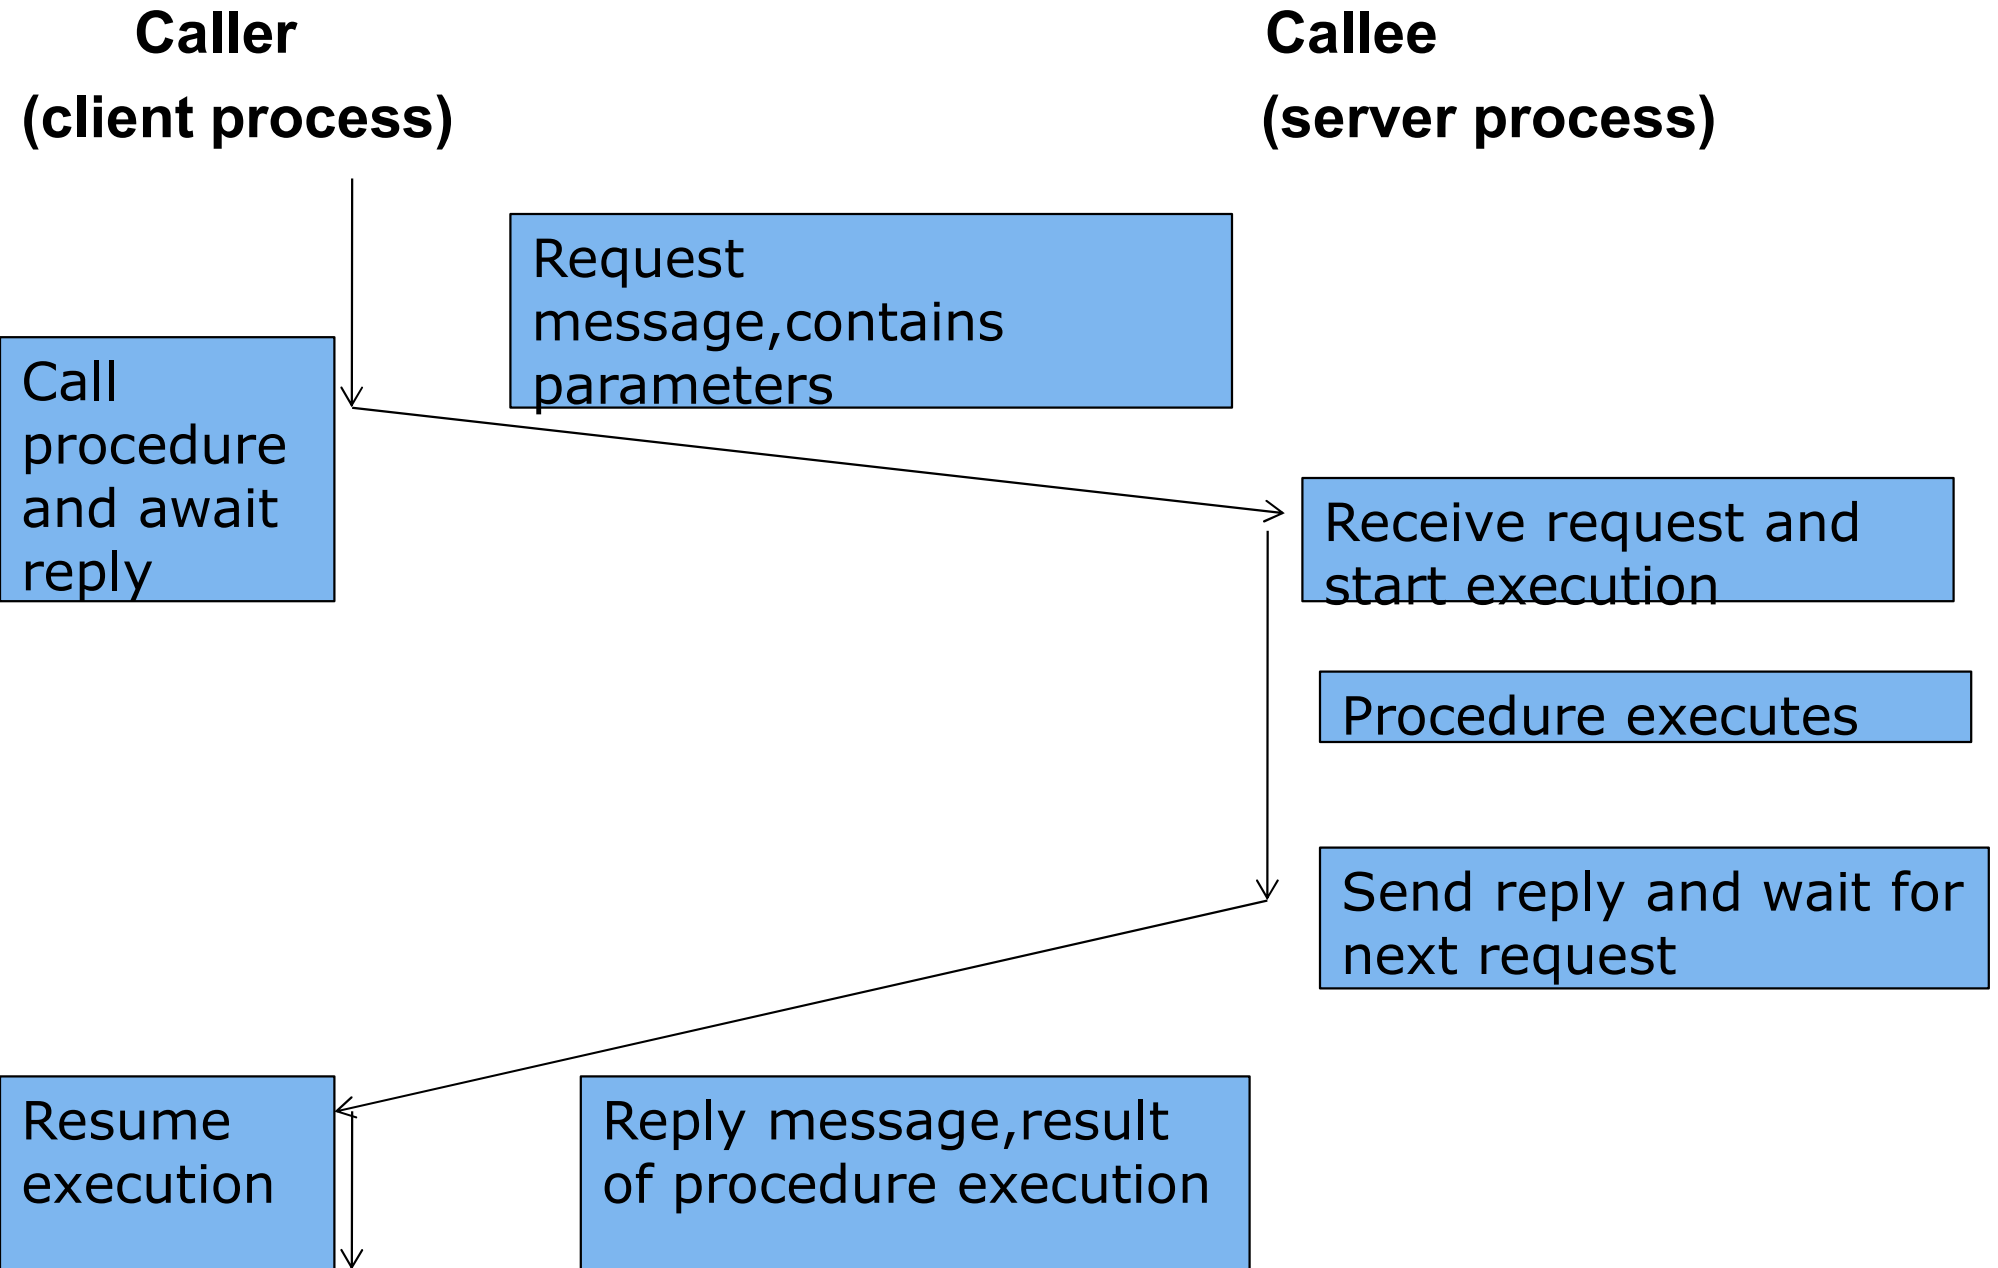 Caller
(client process)
Callee
(server process)
Request
message,contains
parameters
Call
procedure
and await
reply
Receive request and
start execution
Procedure executes
Send reply and wait for
next request
Resume
execution
Reply message,result
of procedure execution